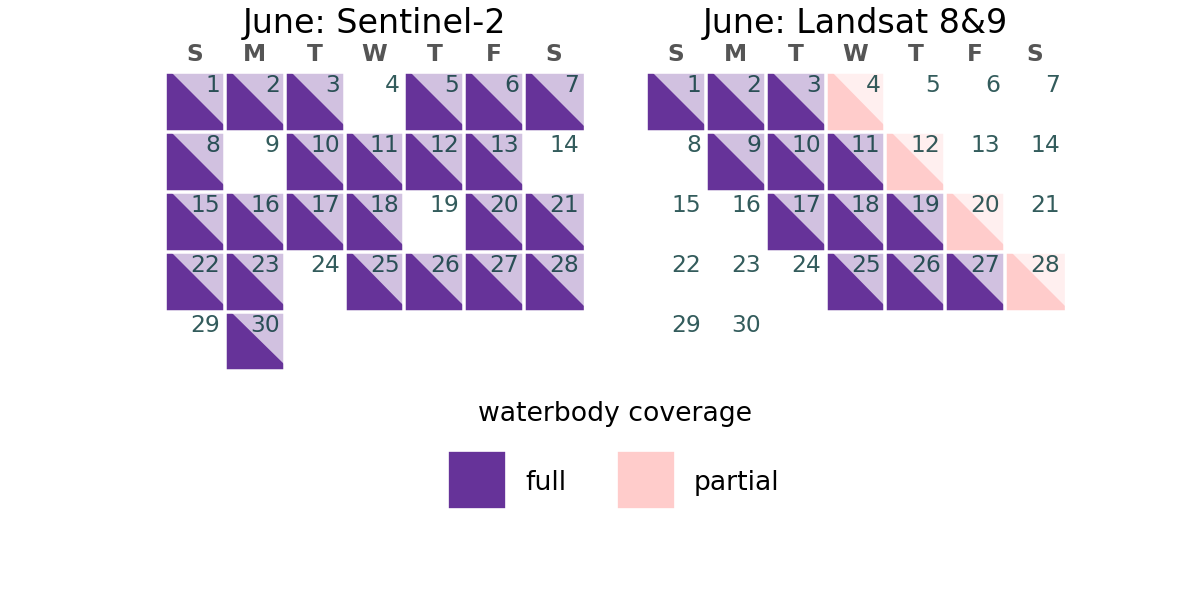 June: Sentinel-2
S M T W T F S
1 2 3 4 5 6 7
8 9 10 11 12 13 14
15 16 17 18 19 20 21
22 23 24 25 26 27 28
29 30
June: Landsat 8&9
S M T W T F S
1 2 3 4 5 6 7
8 9 10 11 12 13 14
15 16 17 18 19 20 21
22 23 24 25 26 27 28
29 30
waterbody coverage
full partial